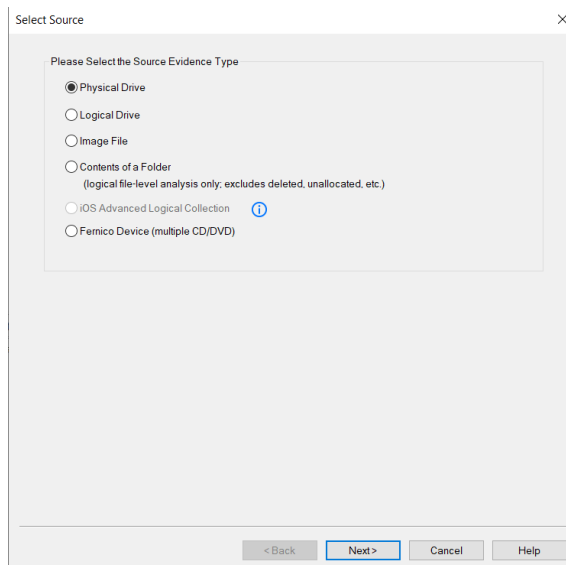 Select Source
Please Select the Source Evidence Type
Physical Drive
Logical Drive
Image File
Contents of a Folder
(logical file-level analysis only; excludes deleted, unallocated, etc.)
iOS Advanced Logical Collection
Fernico Device (multiple CD/DVD)
< Back Next > Cancel Help